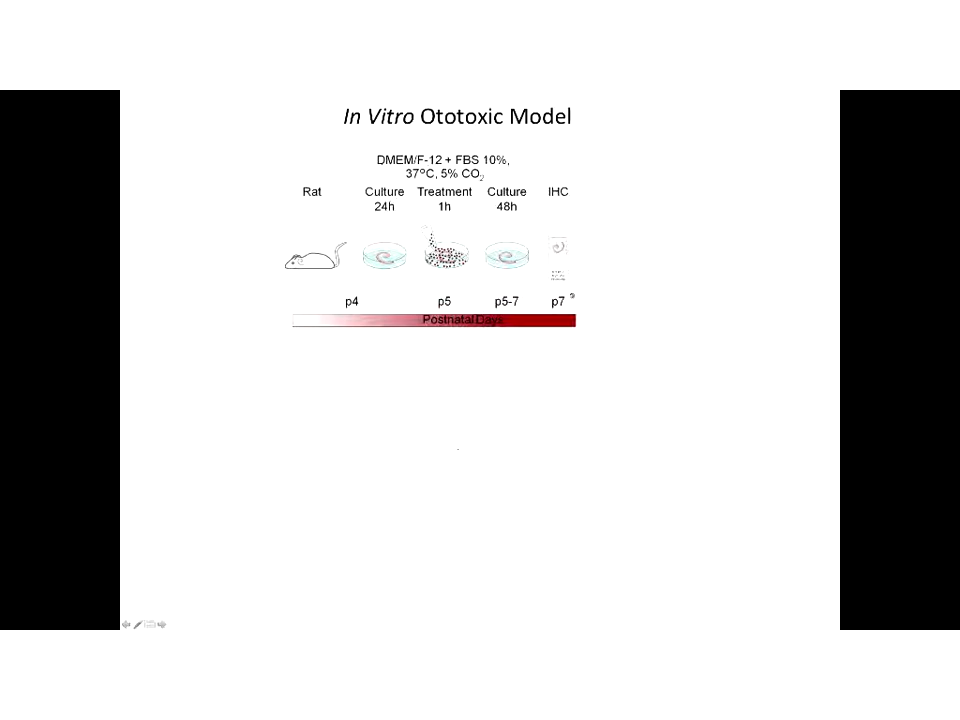 In Vitro Ototoxic Model
DMEM/F-12 + FBS 10%,
37°C, 5% CO2
Rat Culture Treatment Culture IHC
24h 1h 48h
p4 p5 p5-7 p7
Postnatal Days